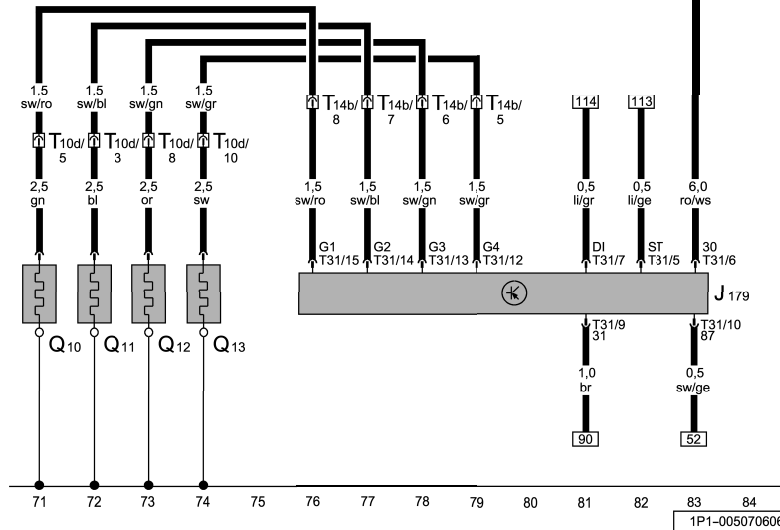 1.5 1.5 1.5 1.5
sw/ro sw/bl sw/gn sw/gr
T14b/ T14b/ T14b/ T14b/
8 7 6 5
114 113
T10d/ T10d/ T10d/ T10d/
5 3 8 10
2,5 2,5 2,5 2,5
gn bl or sw
1,5 1,5 1,5 1,5 0,5 0,5 6,0
sw/ro sw/bl sw/gn sw/gr li/gr li/ge ro/ws
G1 G2 G3 G4 DI ST 30
T31/15 T31/14 T31/13 T31/12 T31/7 T31/5 T31/6
J 179
T31/9 T31/10
31 87
Q10 Q11 Q12 Q13
1,0 0,5
br sw/ge
90 52
71 72 73 74 75 76 77 78 79 80 81 82 83 84